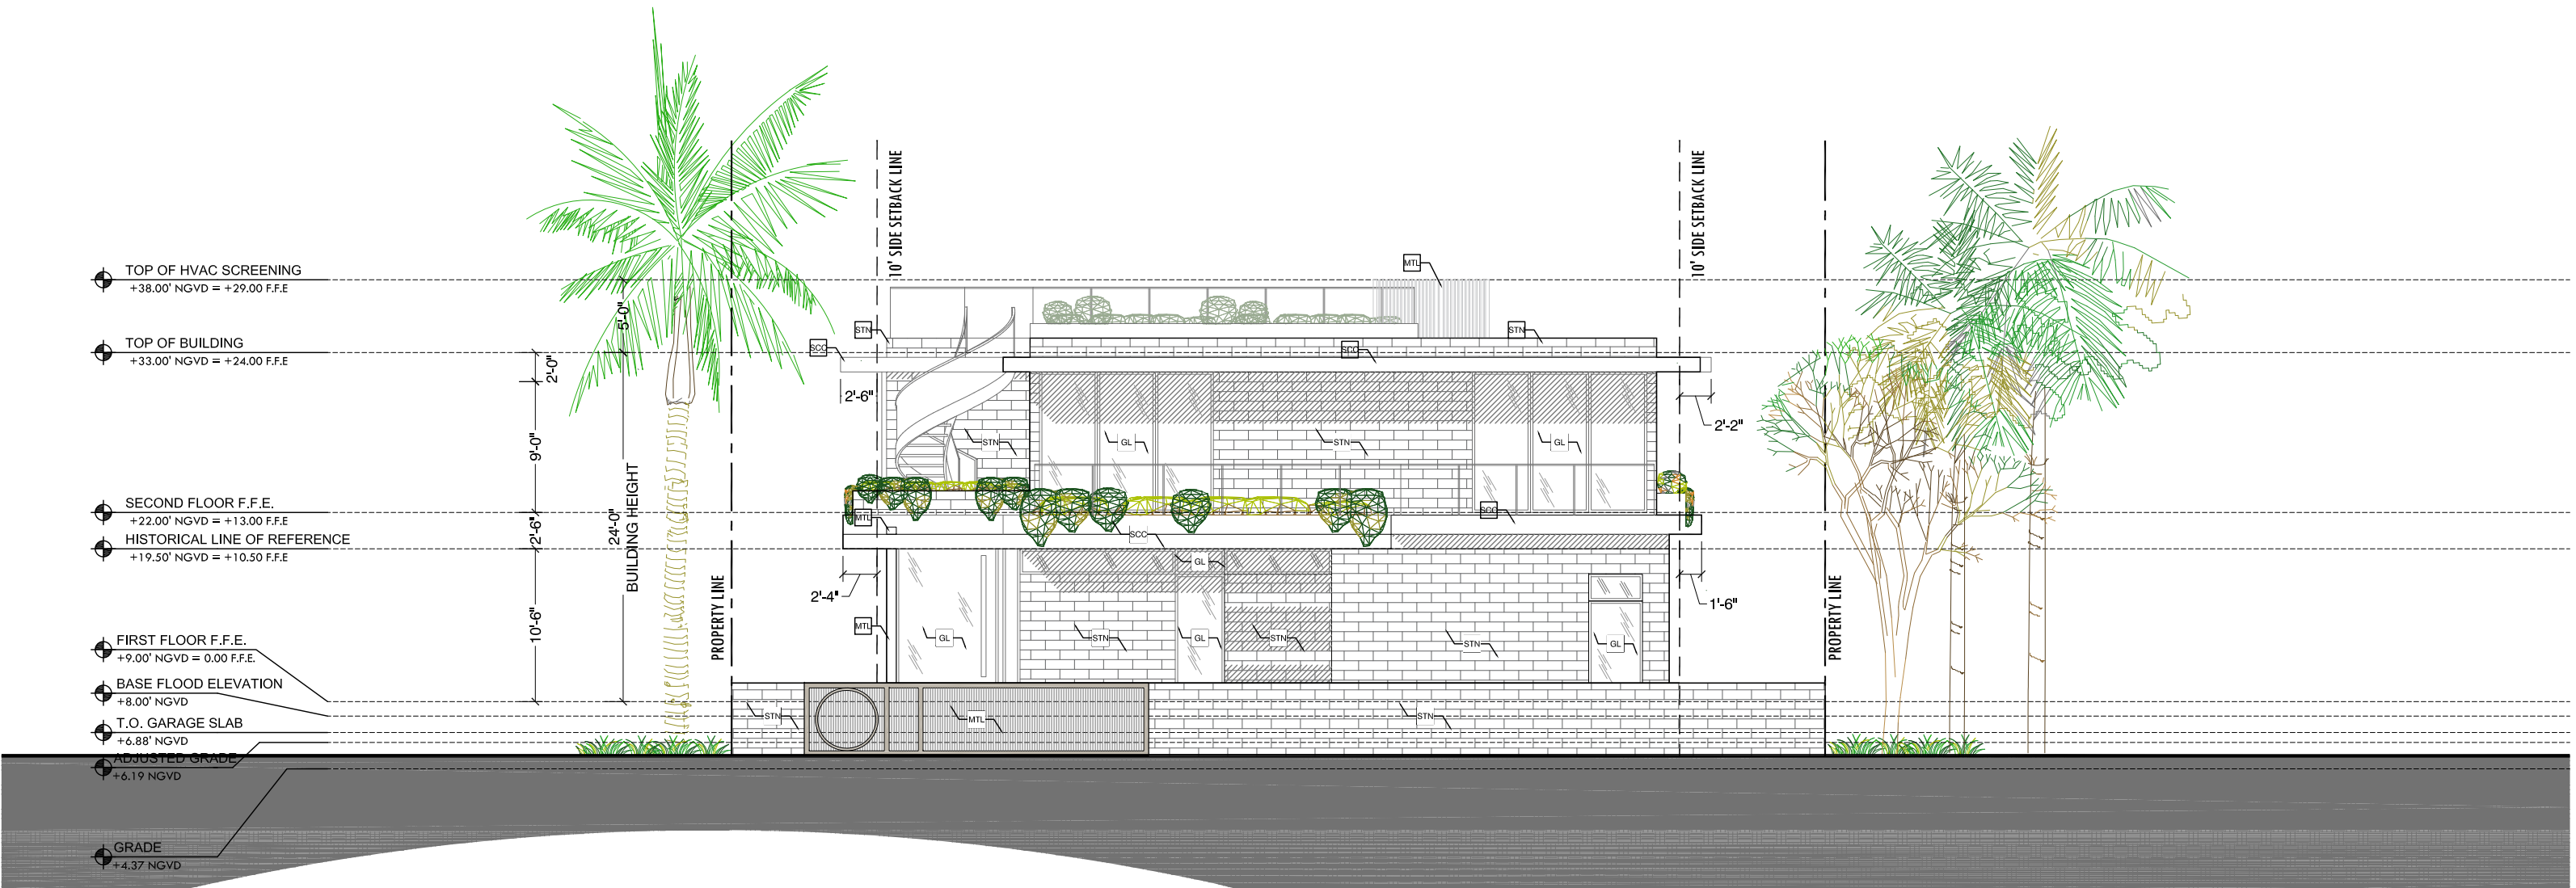 TOP OF HVAC SCREENING
+38.00' NGVD = +29.00 F.F.E
TOP OF BUILDING
+33.00' NGVD = +24.00 F.F.E
SECOND FLOOR F.F.E.
+22.00' NGVD = +13.00 F.F.E
HISTORICAL LINE OF REFERENCE
+19.50' NGVD = +10.50 F.F.E
FIRST FLOOR F.F.E.
+9.00' NGVD = 0.00 F.F.E.
BASE FLOOD ELEVATION
+8.00' NGVD
T.O. GARAGE SLAB
+6.88' NGVD
ADJUSTED GRADE
+6.19 NGVD
GRADE
+4.37 NGVD
5'-0"
2'-0"
9'-0"
2'-6"
10'-6"
24'-0"
BUILDING HEIGHT
PROPERTY LINE
10' SIDE SETBACK LINE
10' SIDE SETBACK LINE
PROPERTY LINE
MTL
STN
SCC
SCC
STN
2'-6"
2'-2"
STN
GL
STN
GL
MTL
SCC
SCC
GL
2'-4"
1'-6"
MTL
GL
STN
GL
STN
STN
GL
STN
MTL
STN